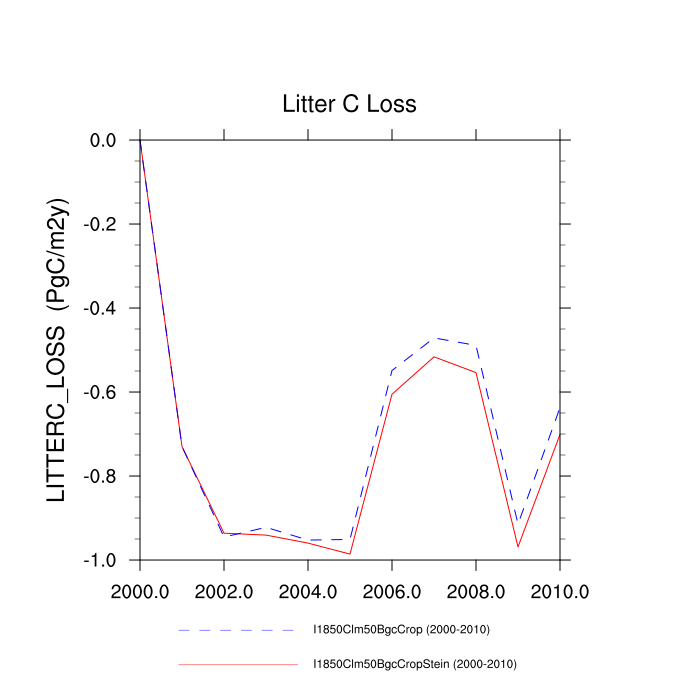 Litter C Loss
LITTERC_LOSS (PgC/m2y)
0.0
-0.2
-0.4
-0.6
-0.8
-1.0
2000.0 2002.0 2004.0 2006.0 2008.0 2010.0
I1850Clm50BgcCrop (2000-2010)
I1850Clm50BgcCropStein (2000-2010)